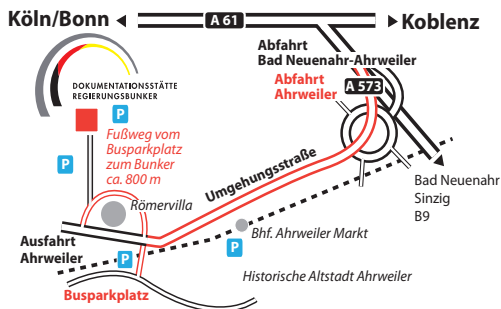 Köln/Bonn
A 61
Koblenz
Abfahrt
Bad Neuenahr-Ahrweiler
Abfahrt
Ahrweiler
A 573
DOKUMENTATIONSSTÄTTE
REGIERUNGSBUNKER
P
Fußweg vom
Busparkplatz
zum Bunker
ca. 800 m
P
Umgehungsstraße
Bad Neuenahr
Sinzig
B9
Römervilla
Ausfahrt
Ahrweiler
Bhf. Ahrweiler Markt
P
P
Historische Altstadt Ahrweiler
Busparkplatz